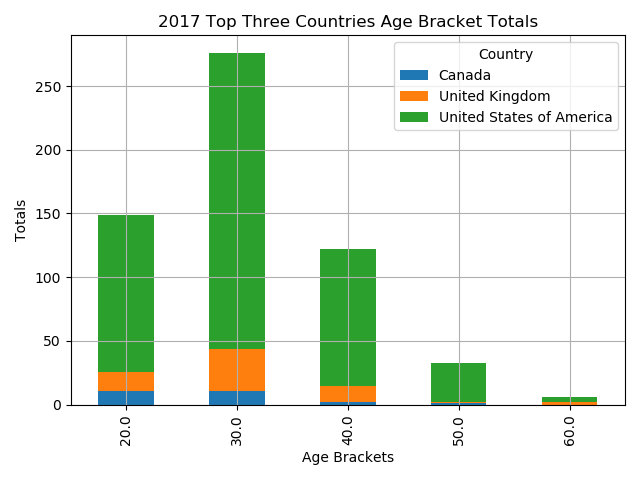 2017 Top Three Countries Age Bracket Totals
Country
Canada
United Kingdom
United States of America
Totals
250
200
150
100
50
0
20.0
30.0
40.0
50.0
60.0
Age Brackets